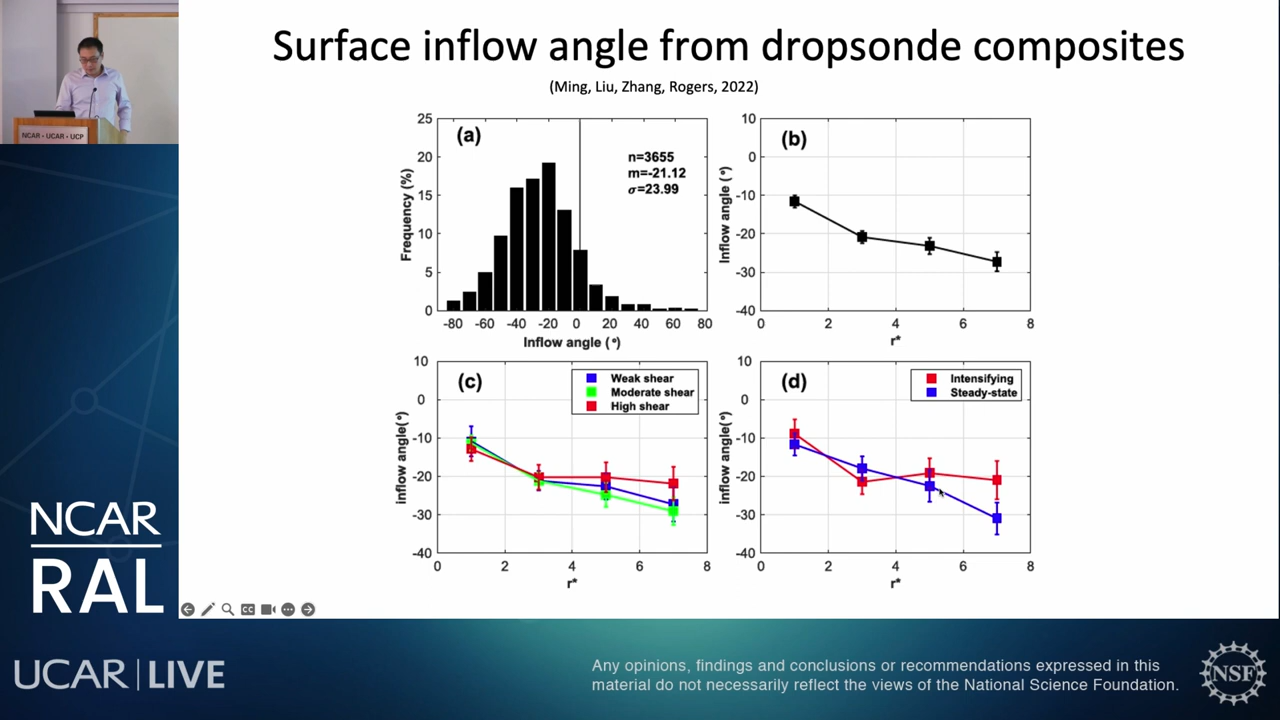 Surface inflow angle from dropsonde composites
(Ming, Liu, Zhang, Rogers, 2022)
NCAR • UCAR • UCP
25
20
15
10
5
0
Frequency (%)
(a)
n=3655
m=-21.12
σ=23.99
-80 -60 -40 -20 0 20 40 60 80
Inflow angle (°)
10
0
-10
-20
-30
-40
Inflow angle (°)
(b)
0 2 4 6 8
r*
10
0
-10
-20
-30
-40
inflow angle(°)
(c)
Weak shear
Moderate shear
High shear
0 2 4 6 8
r*
10
0
-10
-20
-30
-40
inflow angle(°)
(d)
Intensifying
Steady-state
0 2 4 6 8
r*
CC
NCAR
RAL
UCAR | LIVE
Any opinions, findings and conclusions or recommendations expressed in this
material do not necessarily reflect the views of the National Science Foundation.
NSF